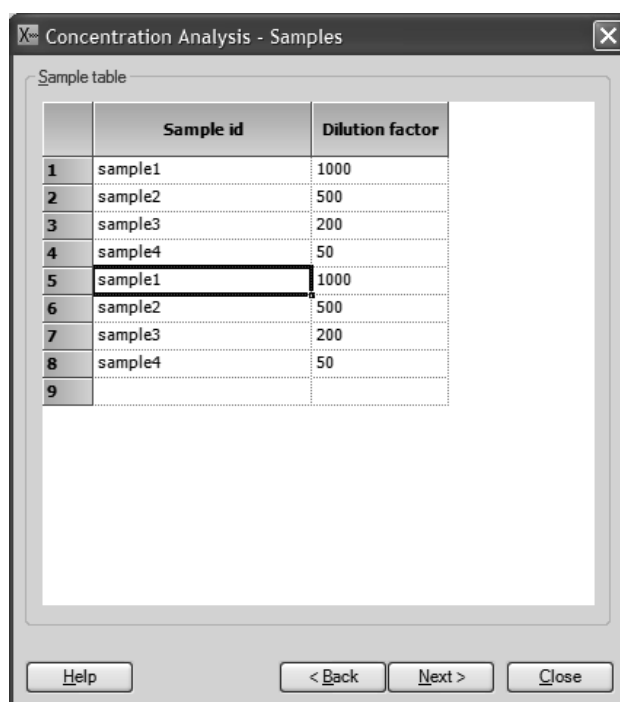 Concentration Analysis - Samples
Sample table
Sample id Dilution factor
1 sample1 1000
2 sample2 500
3 sample3 200
4 sample4 50
5 sample1 1000
6 sample2 500
7 sample3 200
8 sample4 50
9
Help < Back Next > Close